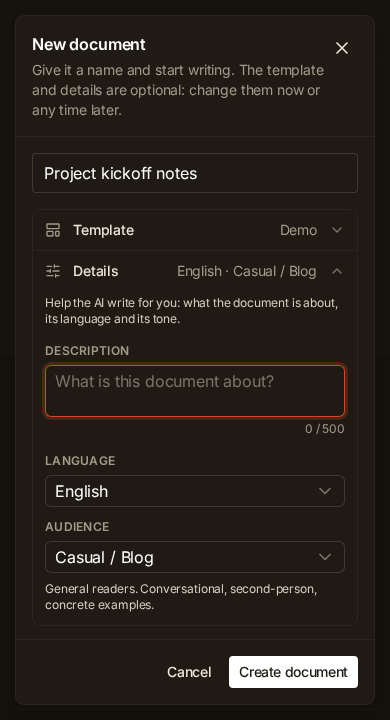 New document
Give it a name and start writing. The template
and details are optional: change them now or
any time later.
Project kickoff notes
Template Demo
Details English · Casual / Blog
Help the AI write for you: what the document is about,
its language and its tone.
DESCRIPTION
What is this document about?
0 / 500
LANGUAGE
English
AUDIENCE
Casual / Blog
General readers. Conversational, second-person,
concrete examples.
Cancel Create document